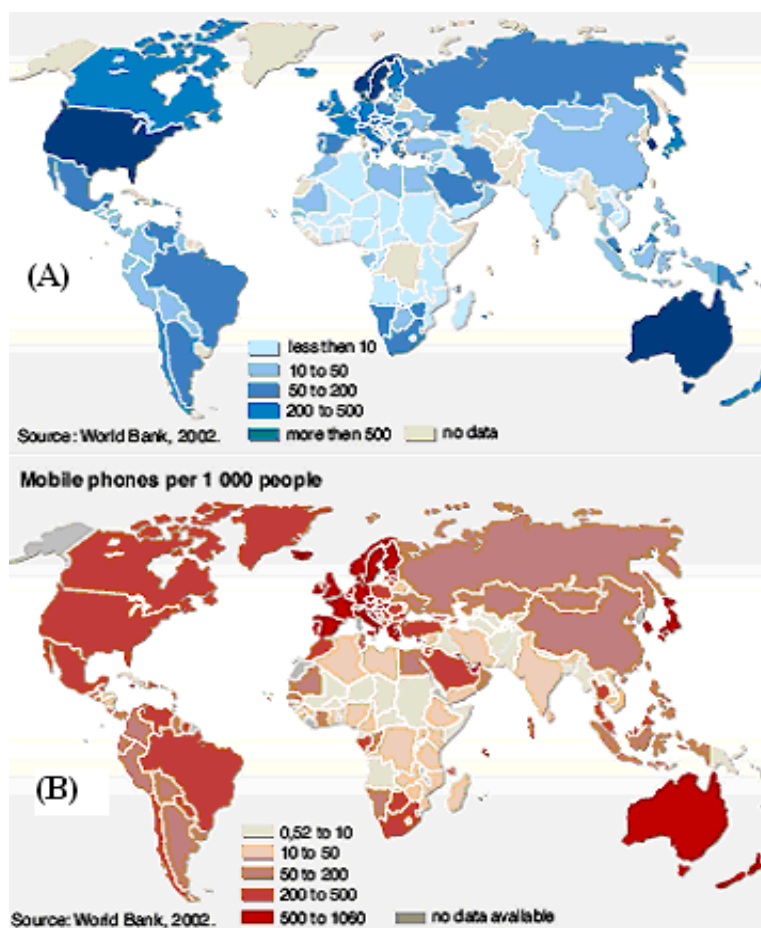 (A)
less then 10
10 to 50
50 to 200
200 to 500
more then 500
no data
Source: World Bank, 2002.
Mobile phones per 1 000 people
(B)
0,52 to 10
10 to 50
50 to 200
200 to 500
500 to 1060
no data available
Source: World Bank, 2002.